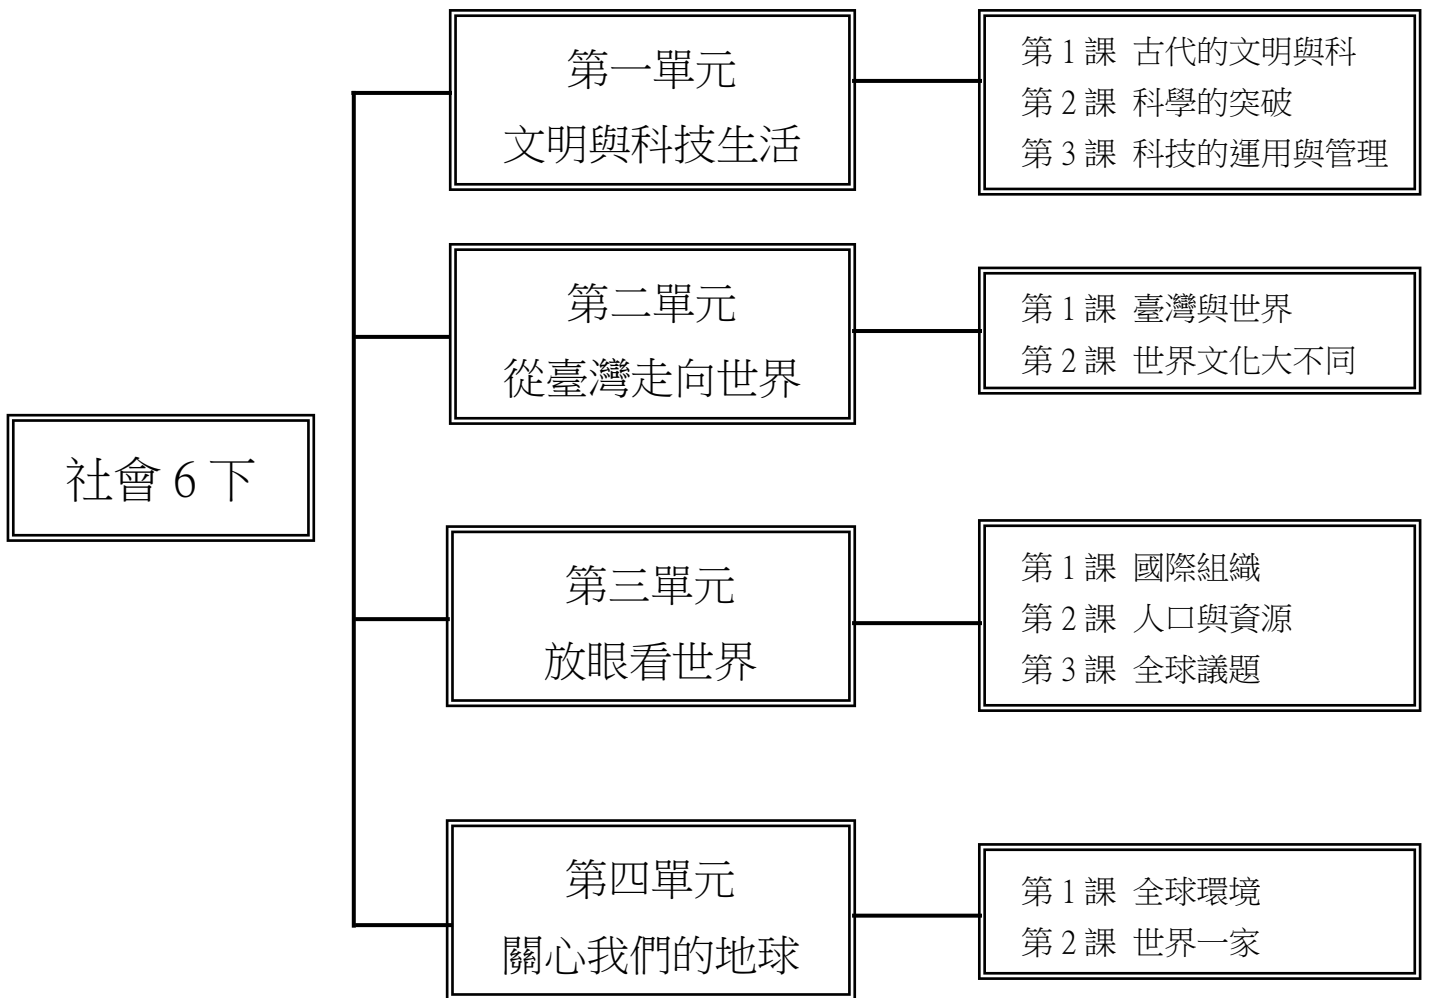 社會 6 下
第一單元
文明與科技生活
第 1 課 古代的文明與科
第 2 課 科學的突破
第 3 課 科技的運用與管理
第二單元
從臺灣走向世界
第 1 課 臺灣與世界
第 2 課 世界文化大不同
第三單元
放眼看世界
第 1 課 國際組織
第 2 課 人口與資源
第 3 課 全球議題
第四單元
關心我們的地球
第 1 課 全球環境
第 2 課 世界一家